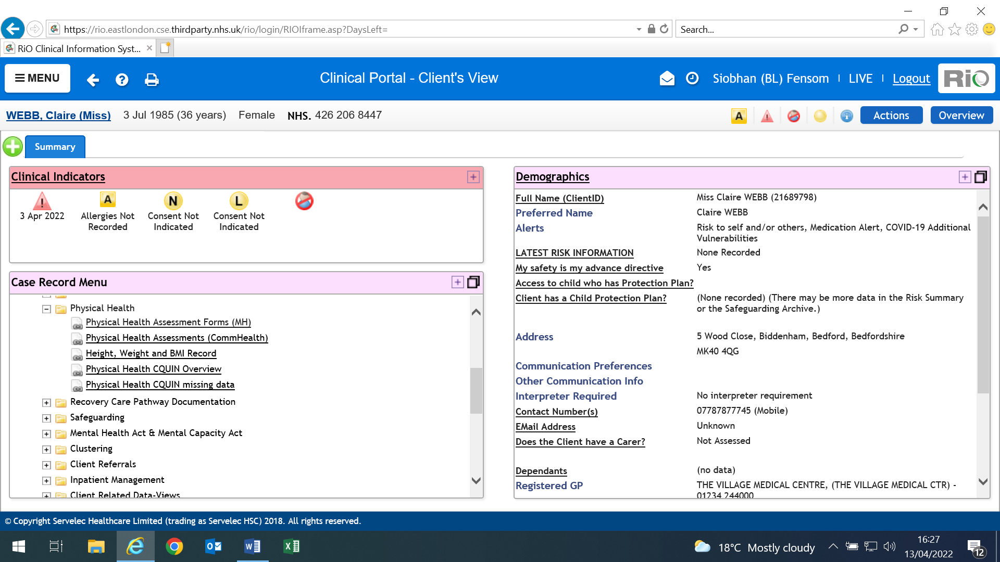 https://rio.eastlondon.cse.thirdparty.nhs.uk/rio/login/RIOIframe.asp?DaysLeft=
Search...
RiO Clinical Information Syst...
MENU
Clinical Portal - Client's View
Siobhan (BL) Fensom
LIVE
Logout
RiO
WEBB, Claire (Miss)
3 Jul 1985 (36 years)
Female
NHS. 426 206 8447
A
Actions
Overview
Summary
Clinical Indicators
3 Apr 2022
A
Allergies Not
Recorded
N
Consent Not
Indicated
L
Consent Not
Indicated
Case Record Menu
Physical Health
Physical Health Assessment Forms (MH)
Physical Health Assessments (CommHealth)
Height, Weight and BMI Record
Physical Health CQUIN Overview
Physical Health CQUIN missing data
Recovery Care Pathway Documentation
Safeguarding
Mental Health Act & Mental Capacity Act
Clustering
Client Referrals
Inpatient Management
Client Related Data-Views
Demographics
Full Name (ClientID) Miss Claire WEBB (21689798)
Preferred Name Claire WEBB
Alerts Risk to self and/or others, Medication Alert, COVID-19 Additional
Vulnerabilities
LATEST RISK INFORMATION None Recorded
My safety is my advance directive Yes
Access to child who has Protection Plan?
Client has a Child Protection Plan? (None recorded) (There may be more data in the Risk Summary
or the Safeguarding Archive.)
Address 5 Wood Close, Biddenham, Bedford, Bedfordshire
MK40 4QG
Communication Preferences
Other Communication Info
Interpreter Required No interpreter requirement
Contact Number(s) 07787877745 (Mobile)
EMail Address Unknown
Does the Client have a Carer? Not Assessed
Dependants (no data)
Registered GP THE VILLAGE MEDICAL CENTRE, (THE VILLAGE MEDICAL CTR) -
01234 244000
© Copyright Servelec Healthcare Limited (trading as Servelec HSC) 2018. All rights reserved.
18°C Mostly cloudy
16:27
13/04/2022
12